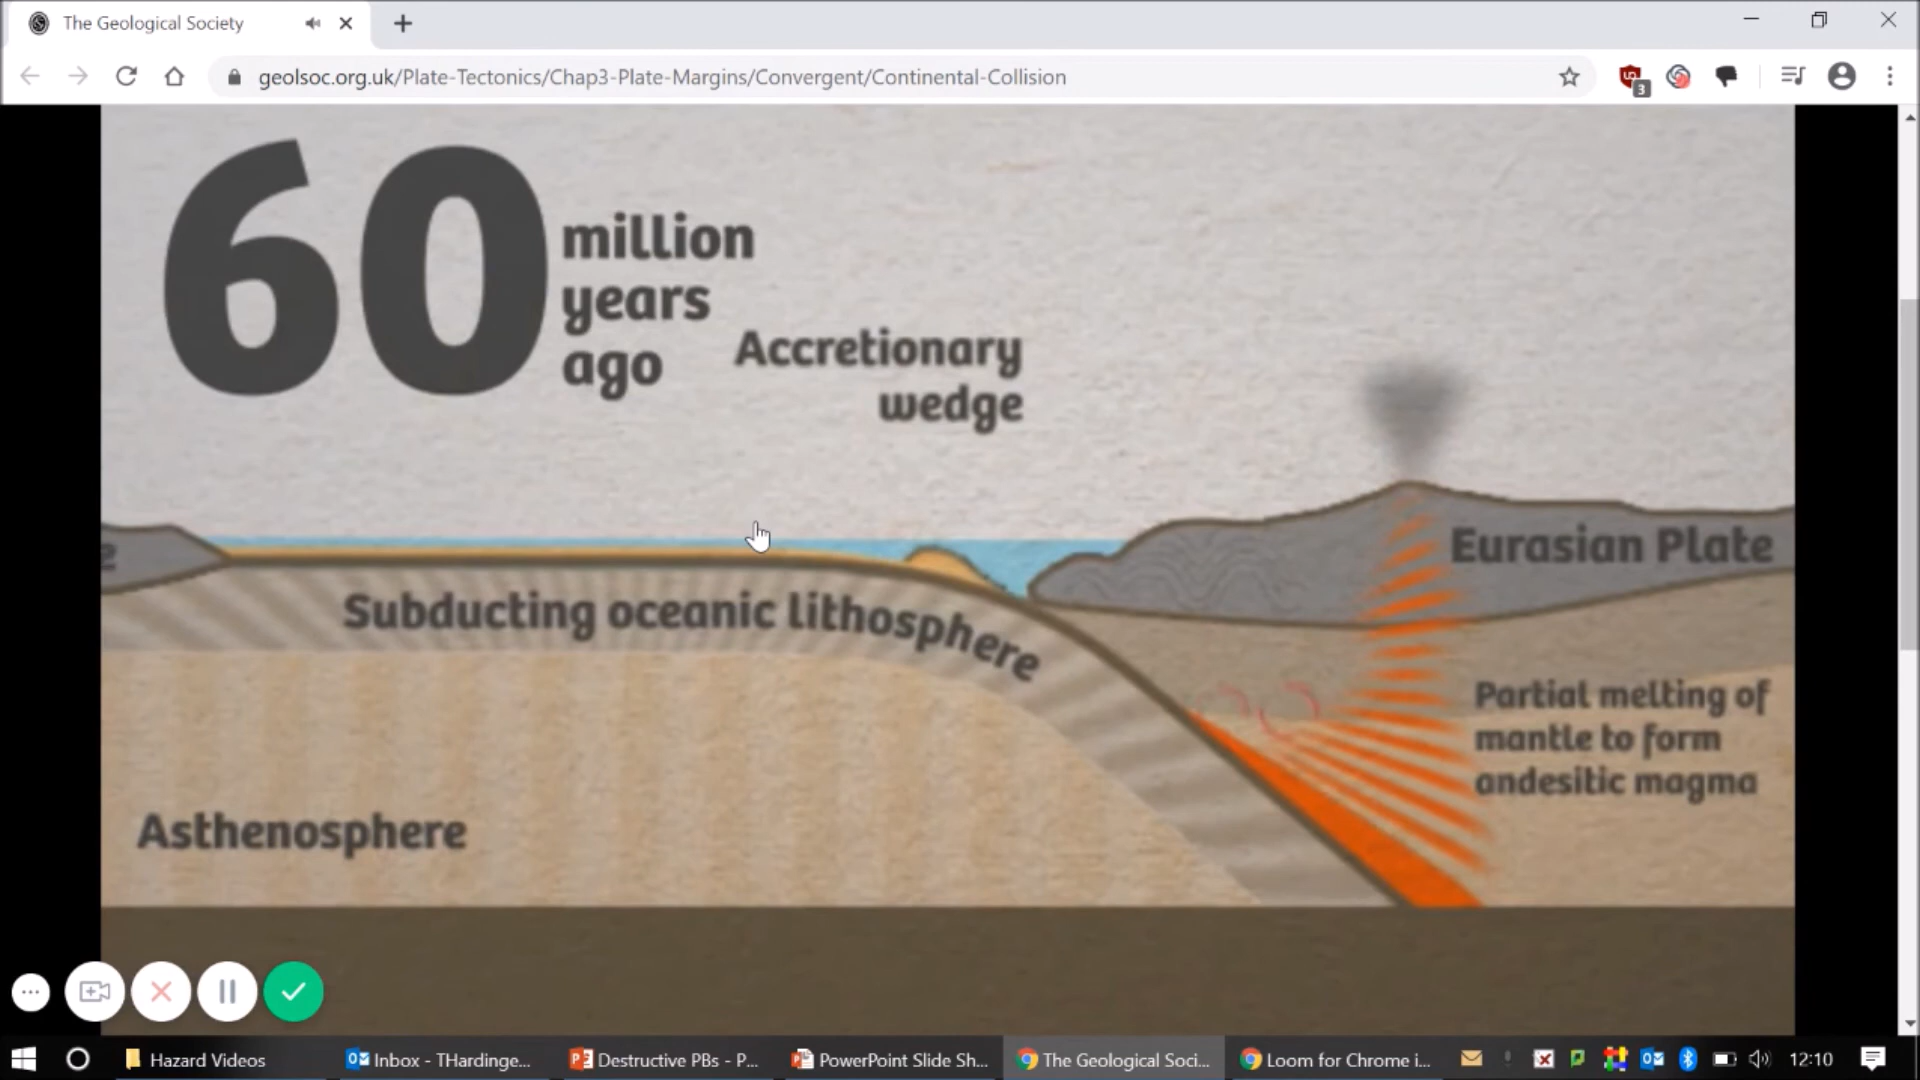 The Geological Society
geolsoc.org.uk/Plate-Tectonics/Chap3-Plate-Margins/Convergent/Continental-Collision
3
60
million
years
ago
Accretionary
wedge
Eurasian Plate
Subducting oceanic lithosphere
Partial melting of
mantle to form
andesitic magma
Asthenosphere
Hazard Videos
Inbox - THardinge...
Destructive PBs - P...
PowerPoint Slide Sh...
The Geological Soci...
Loom for Chrome i...
12:10